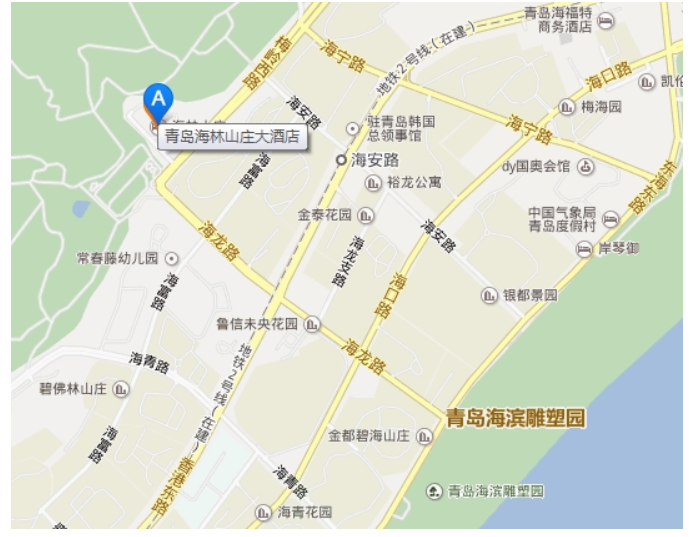 青岛海福特
商务酒店
梅岭西路
海宁路
地铁2号线(在建)
海口路
凯伦
梅海园
海安路
驻青岛韩国
总领事馆
海宁路
A
青岛海林山庄大酒店
海安路
海富路
裕龙公寓
dy国奥会馆
东海东路
金泰花园
中国气象局
青岛度假村
海龙路
海安路
岸琴御
常春藤幼儿园
海龙支路
海富路
海口路
银都景园
鲁信未央花园
海龙路
地铁2号线(在建)
海青路
碧佛林山庄
青岛海滨雕塑园
海富路
金都碧海山庄
香港东路
海青路
青岛海滨雕塑园
海青花园